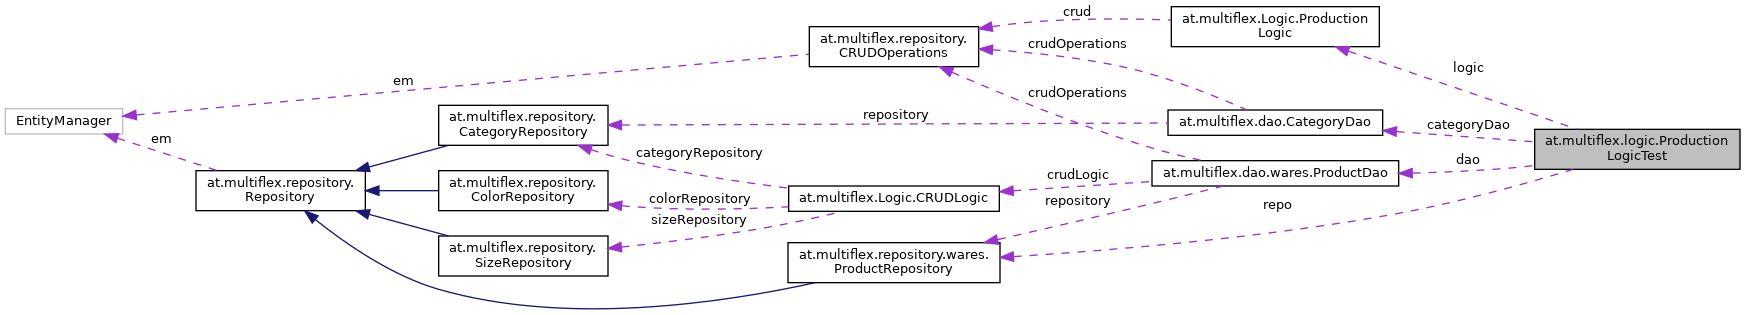 crud
at.multiflex.Logic.Production
Logic
at.multiflex.repository.
CRUDOperations
crudOperations
logic
em
crudOperations
EntityManager
em
at.multiflex.repository.
CategoryRepository
repository
at.multiflex.dao.CategoryDao
categoryDao
at.multiflex.logic.Production
LogicTest
categoryRepository
dao
at.multiflex.repository.
Repository
at.multiflex.repository.
ColorRepository
crudLogic
at.multiflex.dao.wares.ProductDao
colorRepository
at.multiflex.Logic.CRUDLogic
repository
repo
sizeRepository
at.multiflex.repository.
SizeRepository
at.multiflex.repository.wares.
ProductRepository